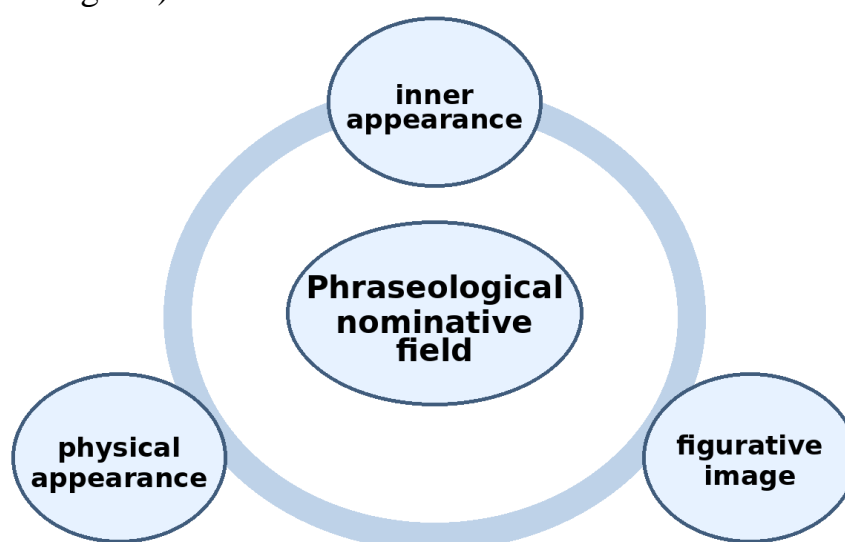 inner
appearance
Phraseological
nominative
field
physical
appearance
figurative
image